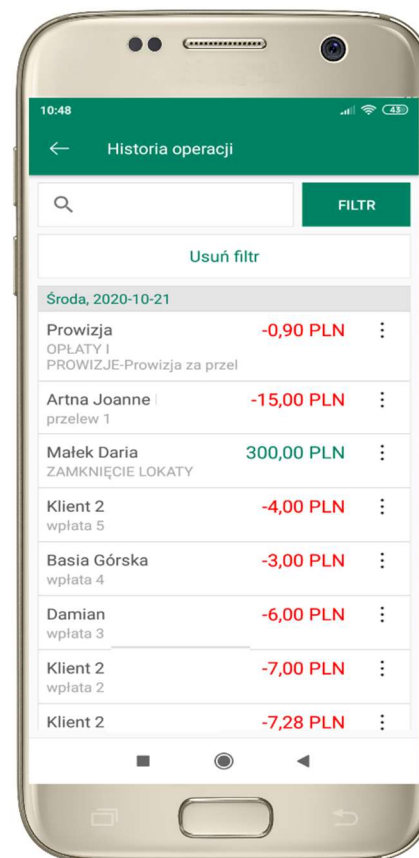 10:48
43
Historia operacji
FILTR
Usuń filtr
Środa, 2020-10-21
Prowizja -0,90 PLN
OPŁATY I
PROWIZJE-Prowizja za przel
Artna Joanne -15,00 PLN
przelew 1
Małek Daria 300,00 PLN
ZAMKNIĘCIE LOKATY
Klient 2 -4,00 PLN
wpłata 5
Basia Górska -3,00 PLN
wpłata 4
Damian -6,00 PLN
wpłata 3
Klient 2 -7,00 PLN
wpłata 2
Klient 2 -7,28 PLN